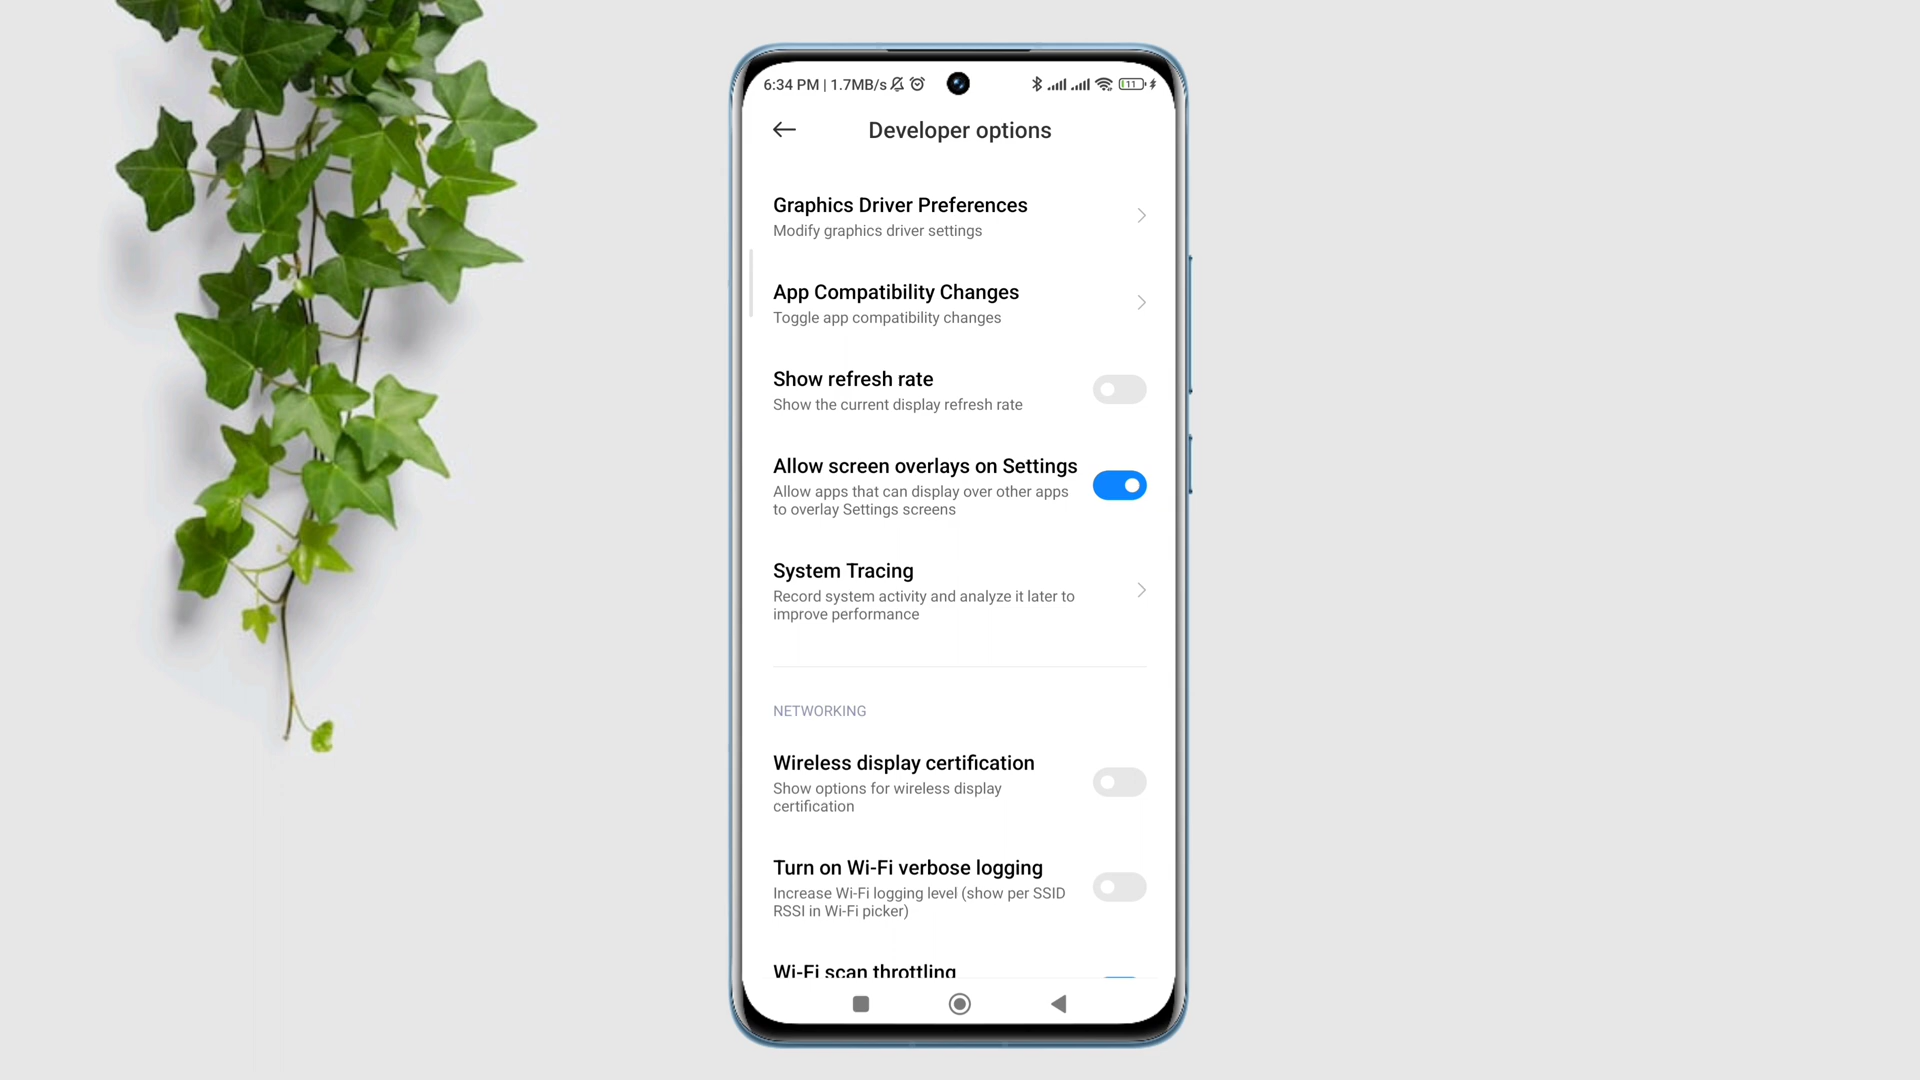 6:34 PM | 1.7MB/s
11
Developer options
Graphics Driver Preferences
Modify graphics driver settings
App Compatibility Changes
Toggle app compatibility changes
Show refresh rate
Show the current display refresh rate
Allow screen overlays on Settings
Allow apps that can display over other apps
to overlay Settings screens
System Tracing
Record system activity and analyze it later to
improve performance
NETWORKING
Wireless display certification
Show options for wireless display
certification
Turn on Wi-Fi verbose logging
Increase Wi-Fi logging level (show per SSID
RSSI in Wi-Fi picker)
Wi-Fi scan throttling